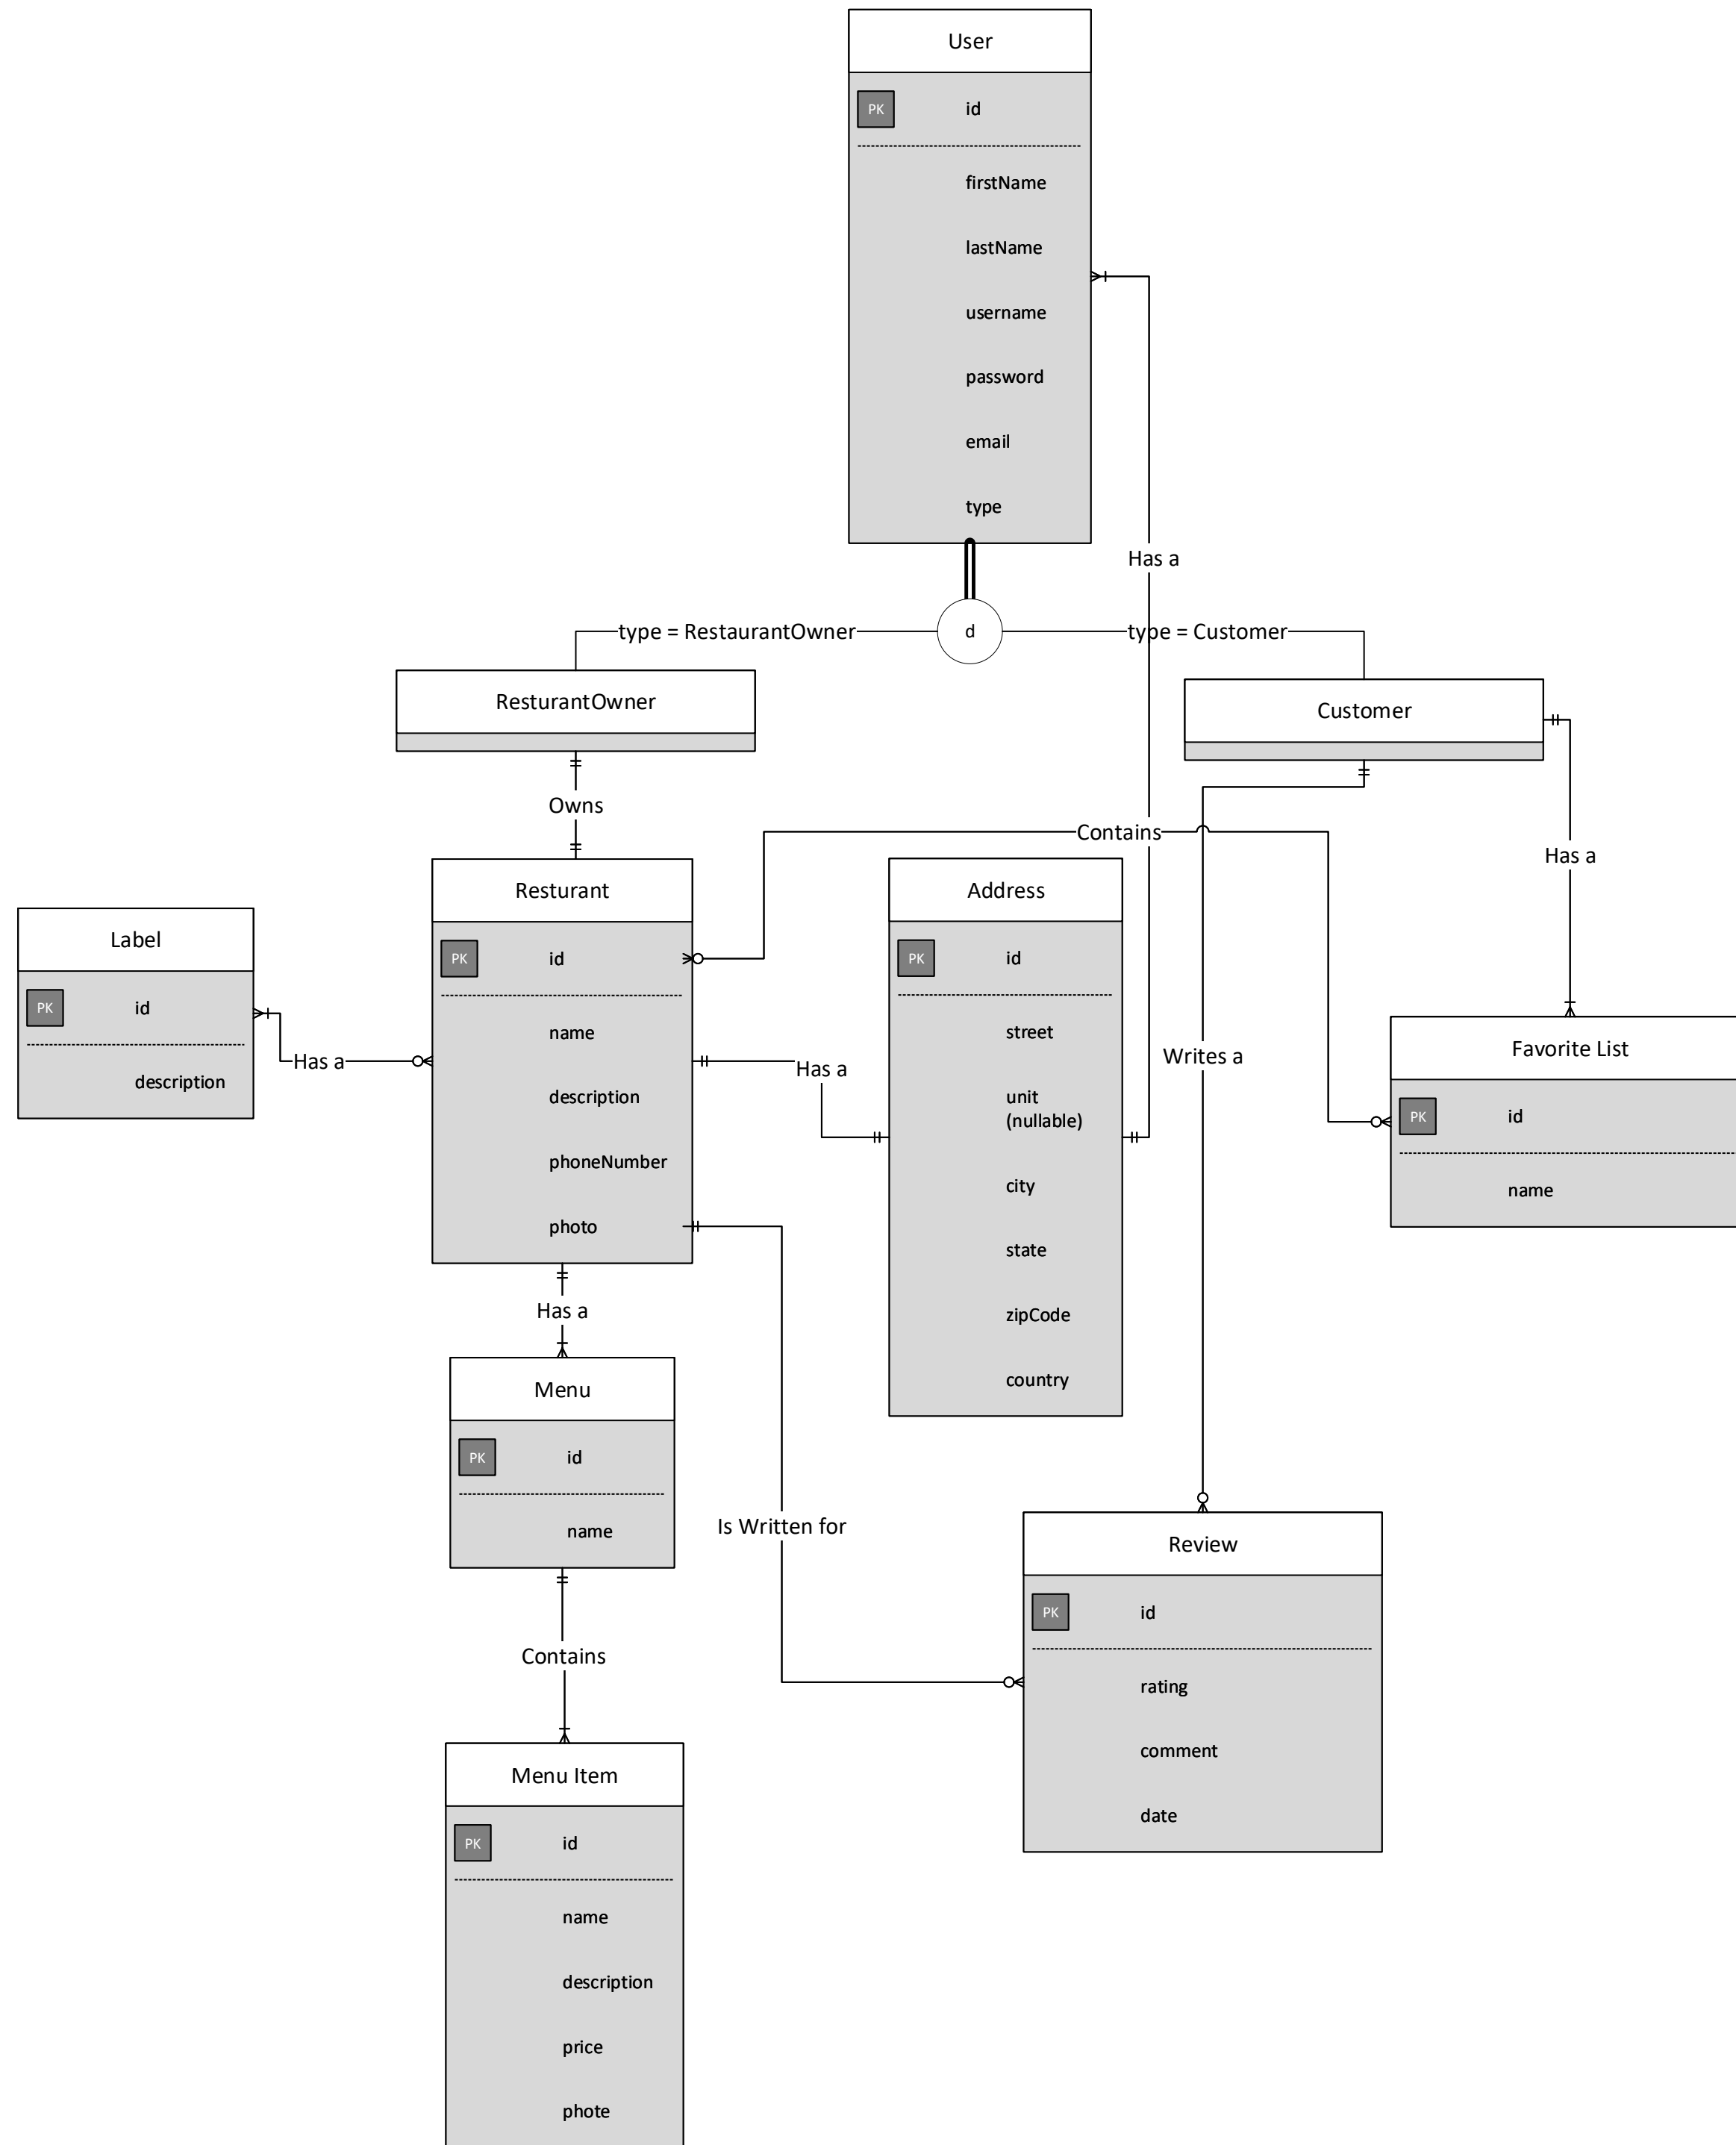 User
PK id
firstName
lastName
username
password
email
type
Has a
type = RestaurantOwner
d
type = Customer
ResturantOwner
Customer
Owns
Contains
Has a
Resturant
PK id
name
description
phoneNumber
photo
Address
PK id
street
unit
(nullable)
city
state
zipCode
country
Label
PK id
description
Has a
Has a
Writes a
Favorite List
PK id
name
Has a
Menu
PK id
name
Is Written for
Review
PK id
rating
comment
date
Contains
Menu Item
PK id
name
description
price
phote